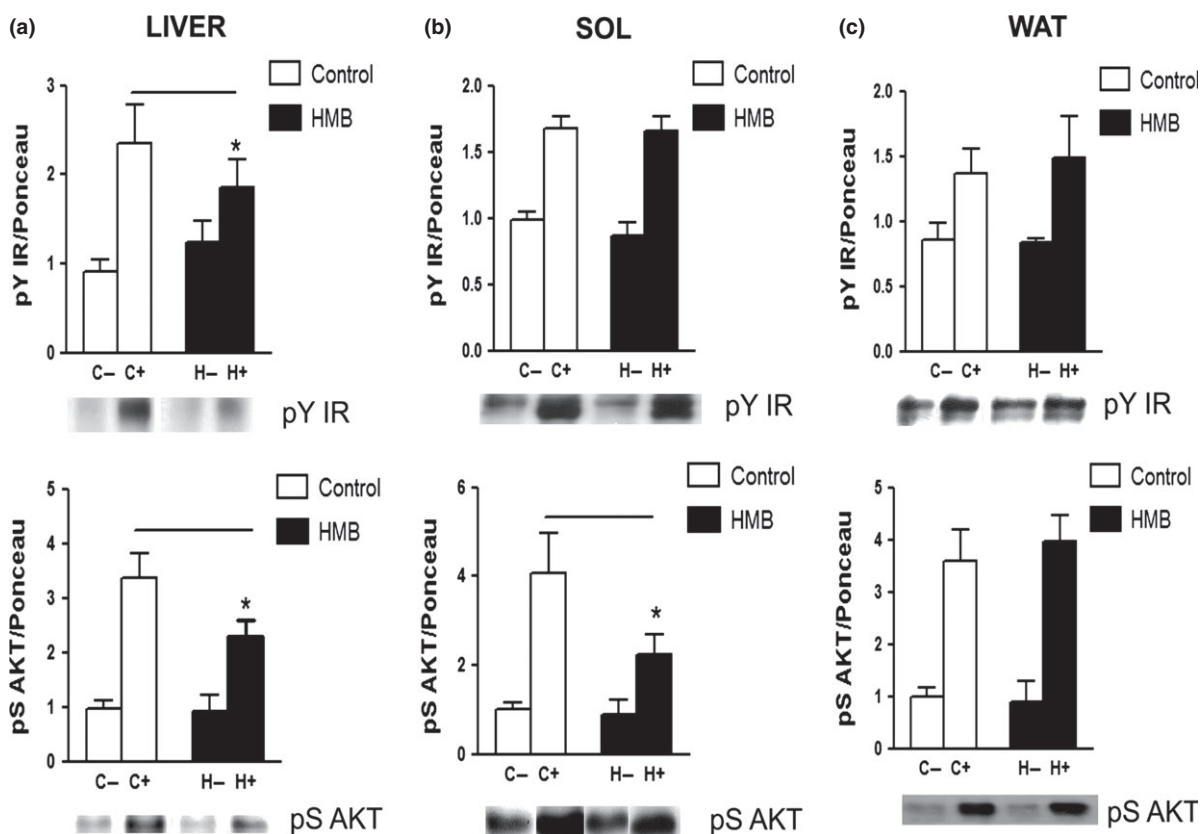 (a) LIVER
Control
HMB
pY IR/Ponceau
3
2
1
0
*
C– C+ H– H+
pY IR
pS AKT/Ponceau
5
4
3
2
1
0
Control
HMB
*
C– C+ H– H+
pS AKT
(b) SOL
Control
HMB
pY IR/Ponceau
2.0
1.5
1.0
0.5
0.0
C– C+ H– H+
pY IR
pS AKT/Ponceau
6
4
2
0
Control
HMB
*
C– C+ H– H+
pS AKT
(c) WAT
Control
HMB
pY IR/Ponceau
2.0
1.5
1.0
0.5
0.0
C– C+ H– H+
pY IR
pS AKT/Ponceau
5
4
3
2
1
0
Control
HMB
C– C+ H– H+
pS AKT